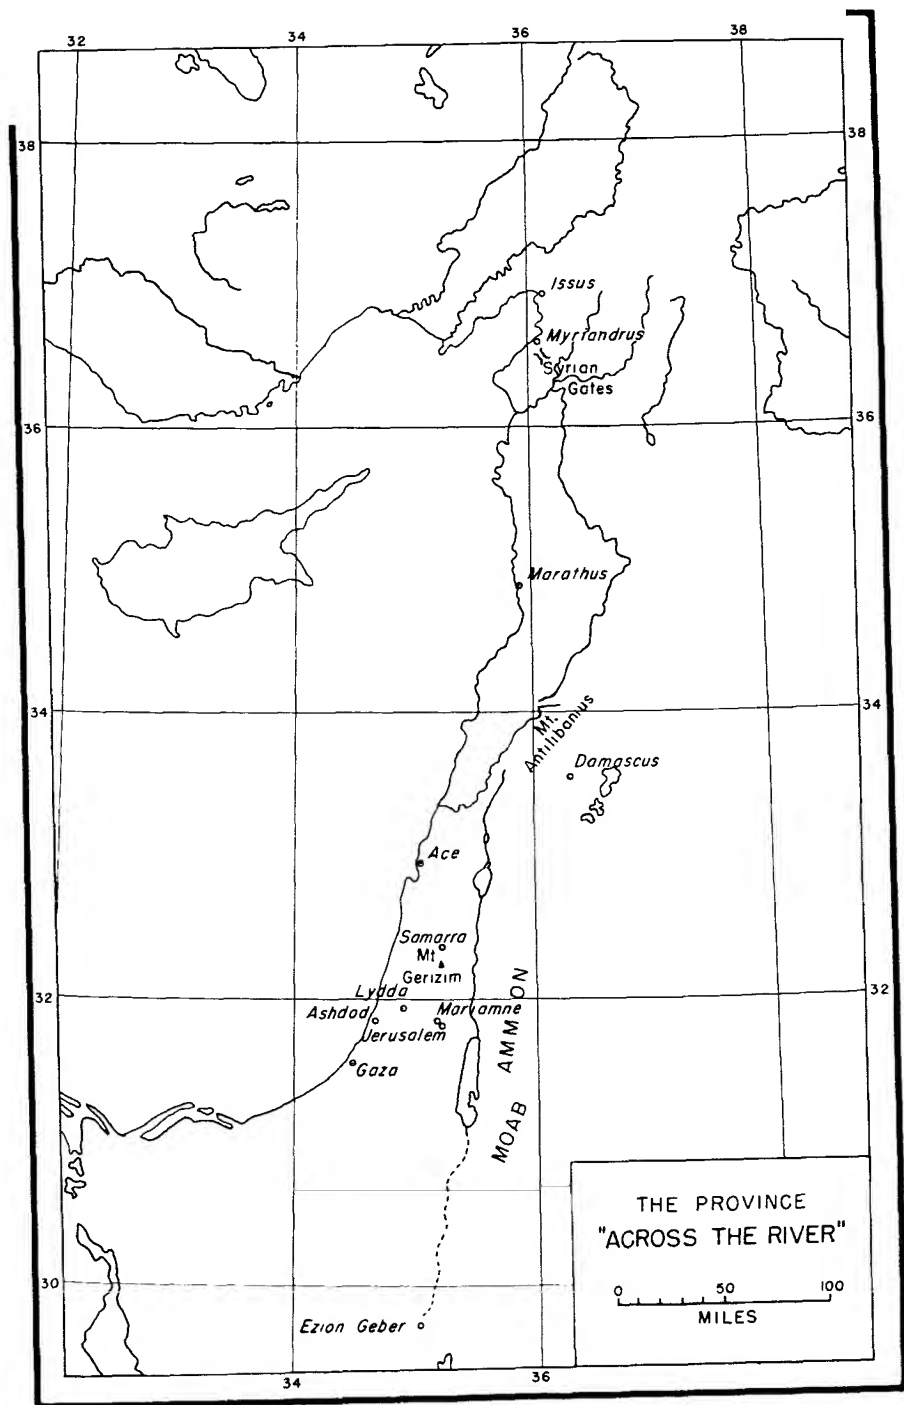 32 34 36 38
38 38
Issus
Myriandrus
Syrian
Gates
36 36
Marathus
34 34
Mt.
Antilibanius
Damascus
Ace
Samarra
Mt
Gerizim
Lydda
32 32
Ashdod
Maryamne
Jerusalem
Gaza
AMMON
MOAB
THE PROVINCE
"ACROSS THE RIVER"
0 50 100
MILES
30
Ezion Geber
34 36